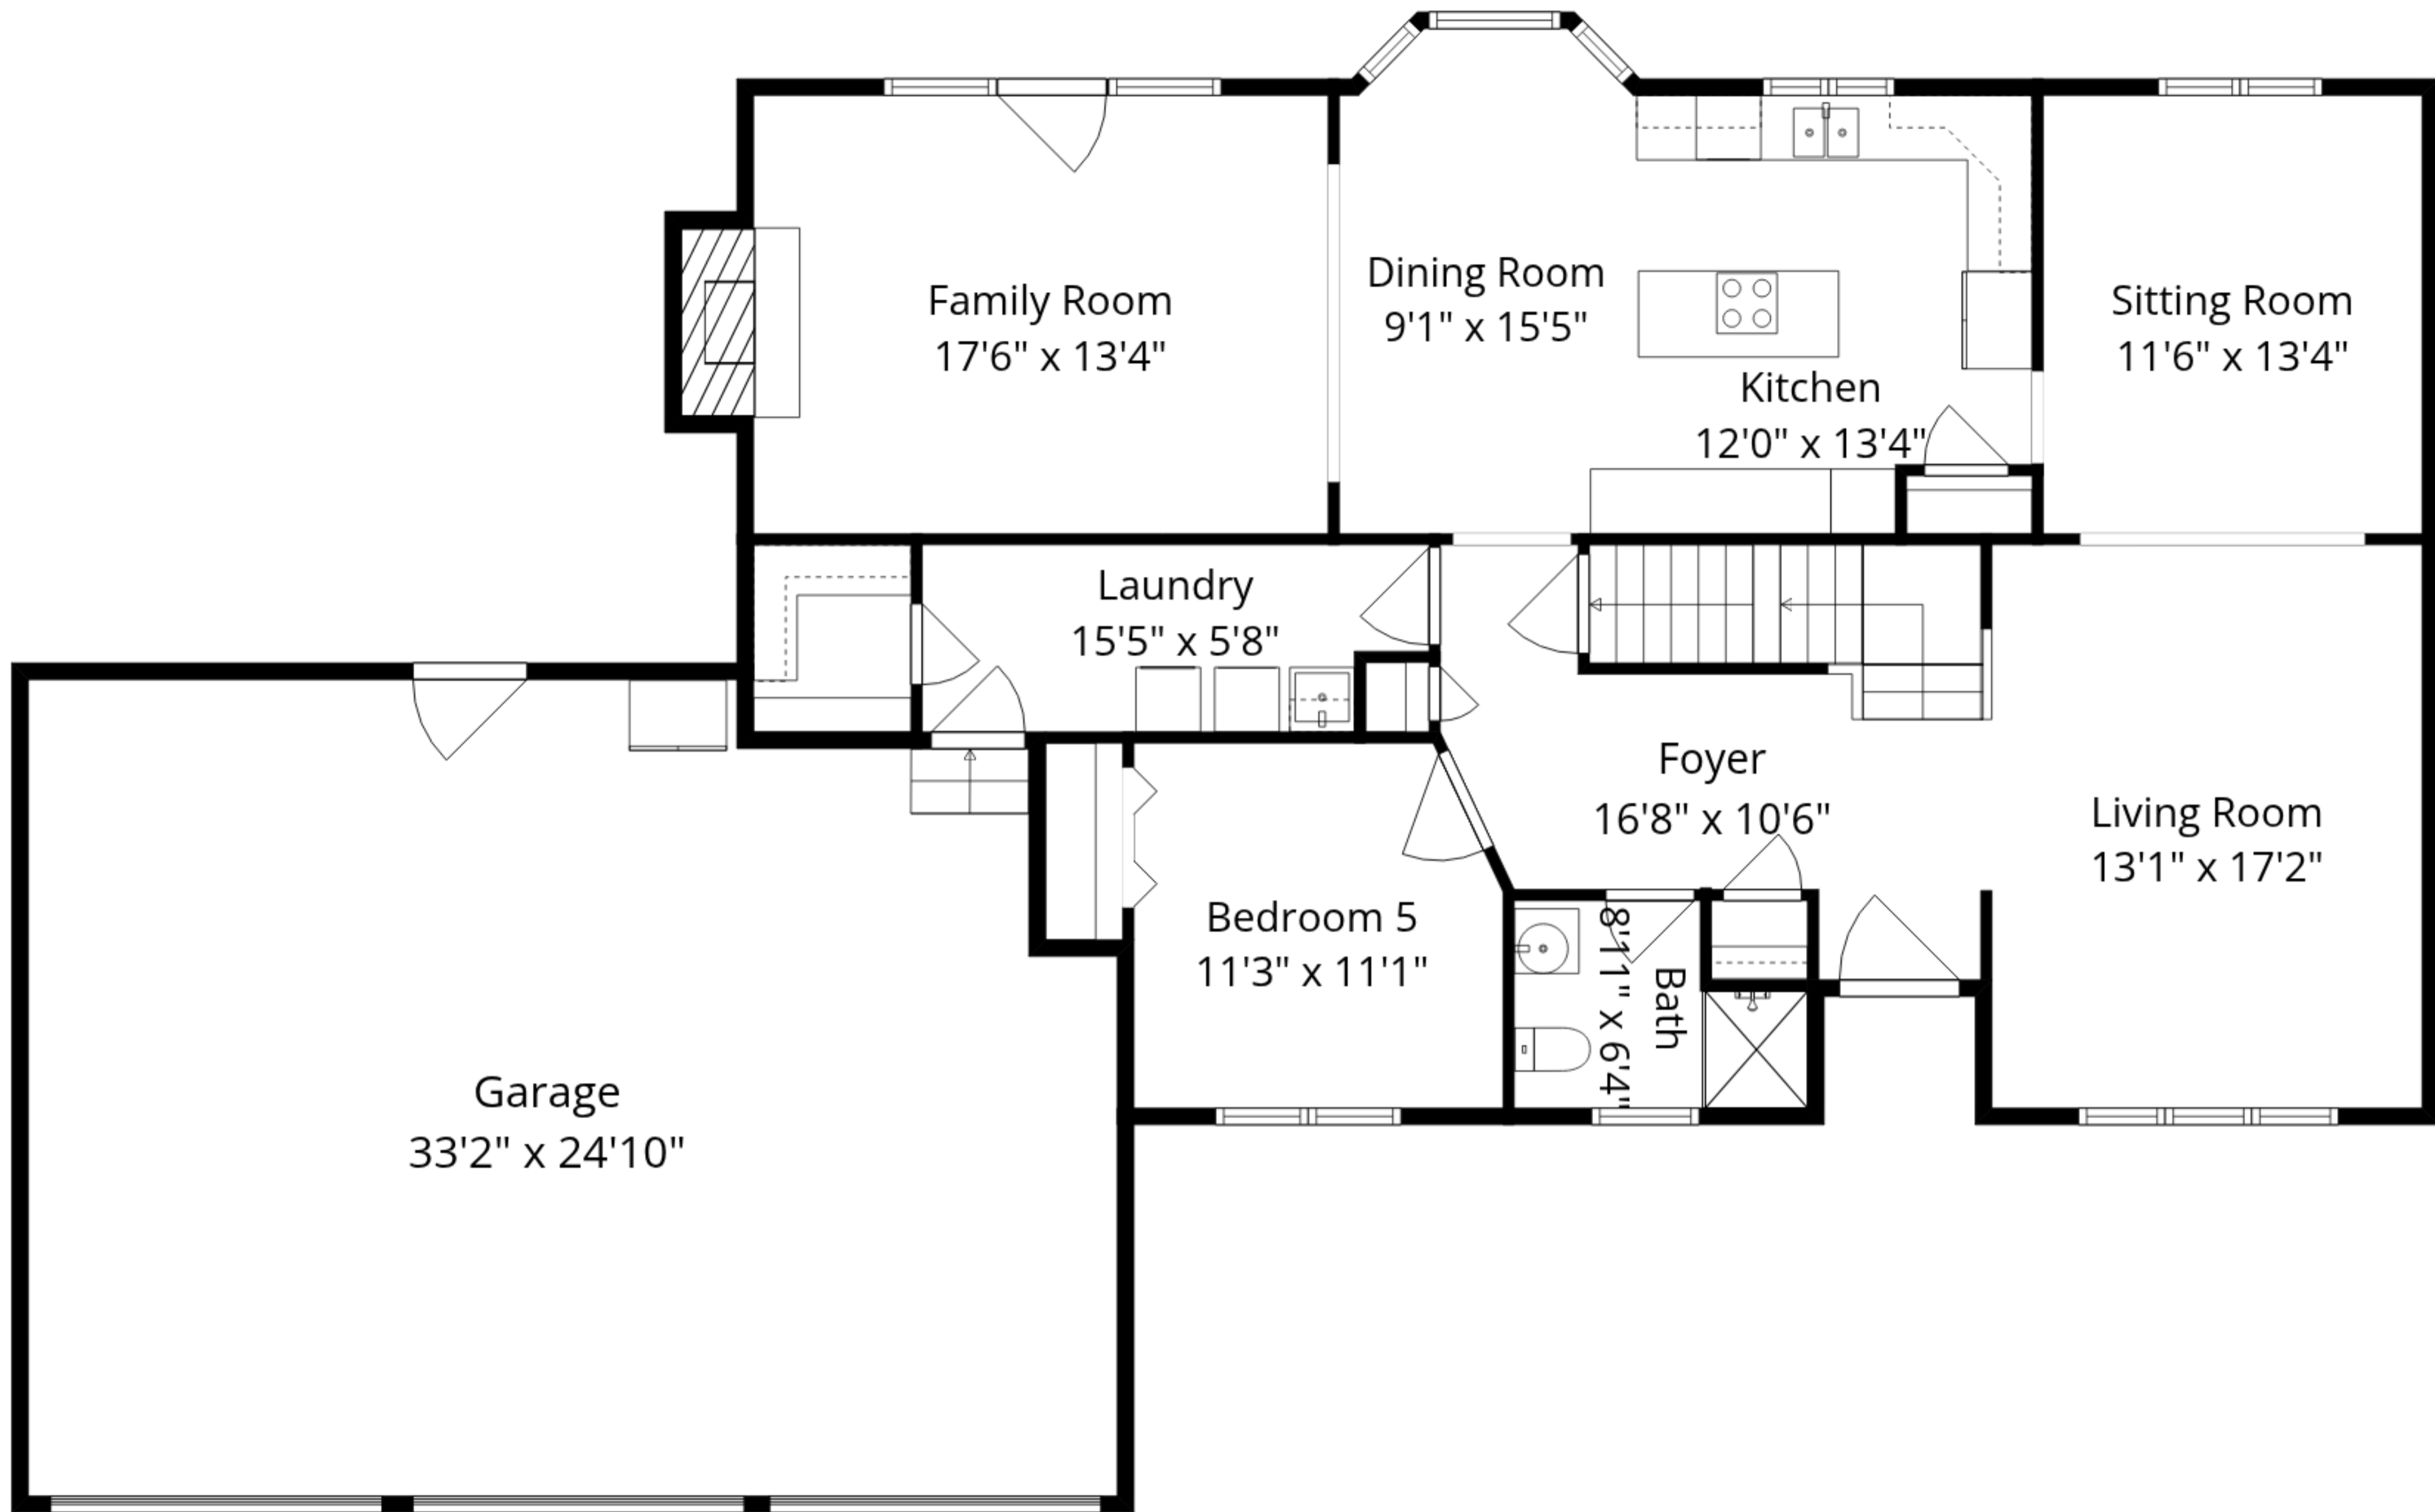 Family Room
17'6" x 13'4"
Dining Room
9'1" x 15'5"
Kitchen
12'0" x 13'4"
Sitting Room
11'6" x 13'4"
Laundry
15'5" x 5'8"
Foyer
16'8" x 10'6"
Living Room
13'1" x 17'2"
Bedroom 5
11'3" x 11'1"
Bath
8'11" x 6'4"
Garage
33'2" x 24'10"